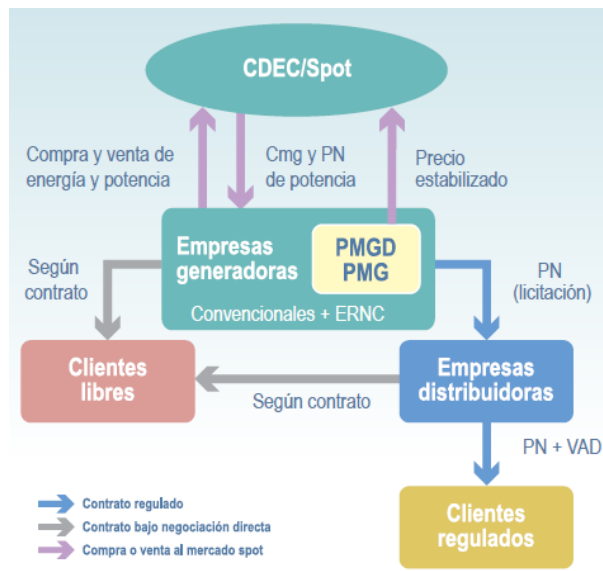 CDEC/Spot
Compra y venta de
energía y potencia
Cmg y PN
de potencia
Precio
estabilizado
Empresas
generadoras
PMGD
PMG
Convencionales + ERNC
Según
contrato
PN
(licitación)
Clientes
libres
Según contrato
Empresas
distribuidoras
PN + VAD
Clientes
regulados
Contrato regulado
Contrato bajo negociación directa
Compra o venta al mercado spot